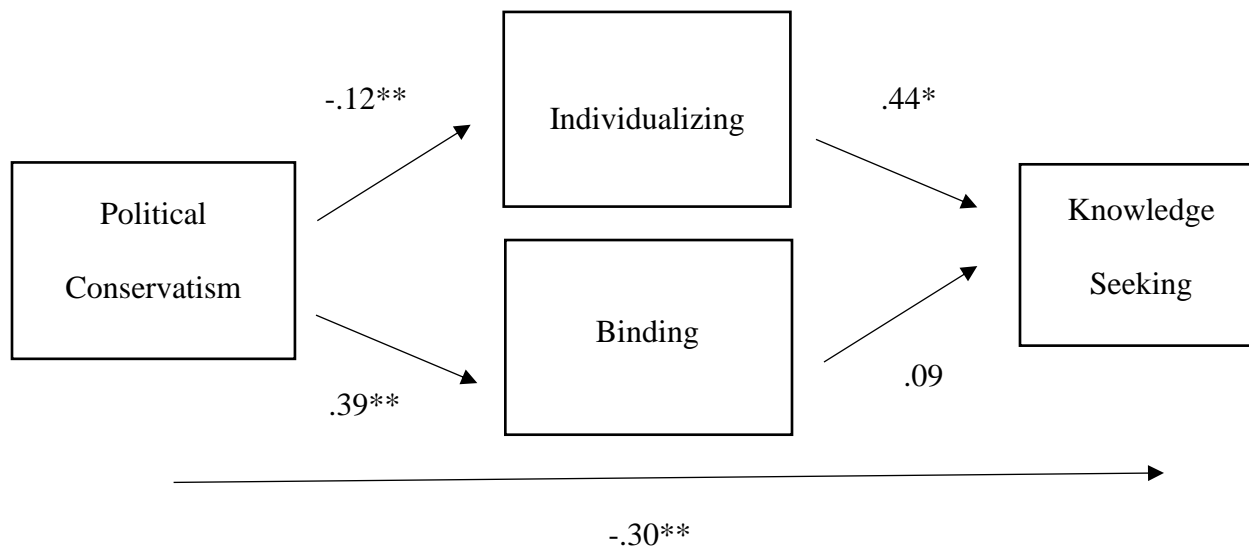 -.12**
.44*
Individualizing
Political
Conservatism
Knowledge
Seeking
Binding
.39**
.09
-.30**